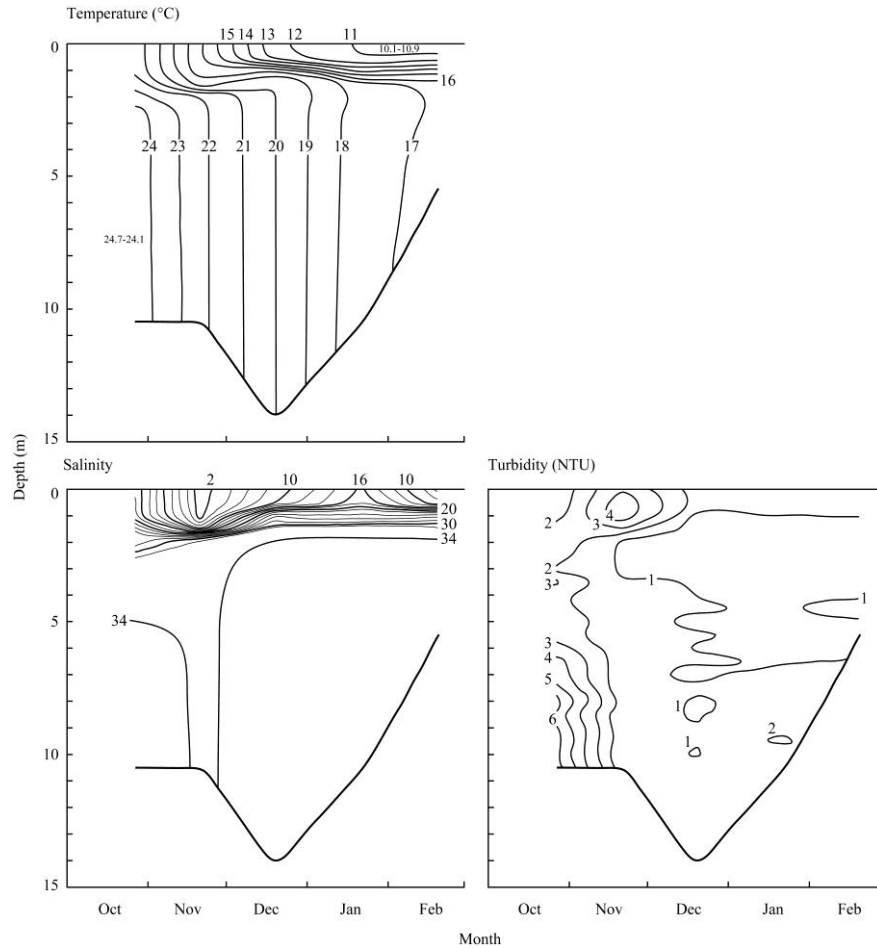 Temperature (°C)
15 14 13 12 11
10.1-10.9
0
16
24 23 22 21 20 19 18 17
5
24.7-24.1
10
15
Depth (m)
Salinity
2 10 16 10
0
20
30
34
34
5
10
15
Oct Nov Dec Jan Feb
Turbidity (NTU)
4
2 3
2
3
1
1
3
4
5
6
1
1
2
Oct Nov Dec Jan Feb
Month